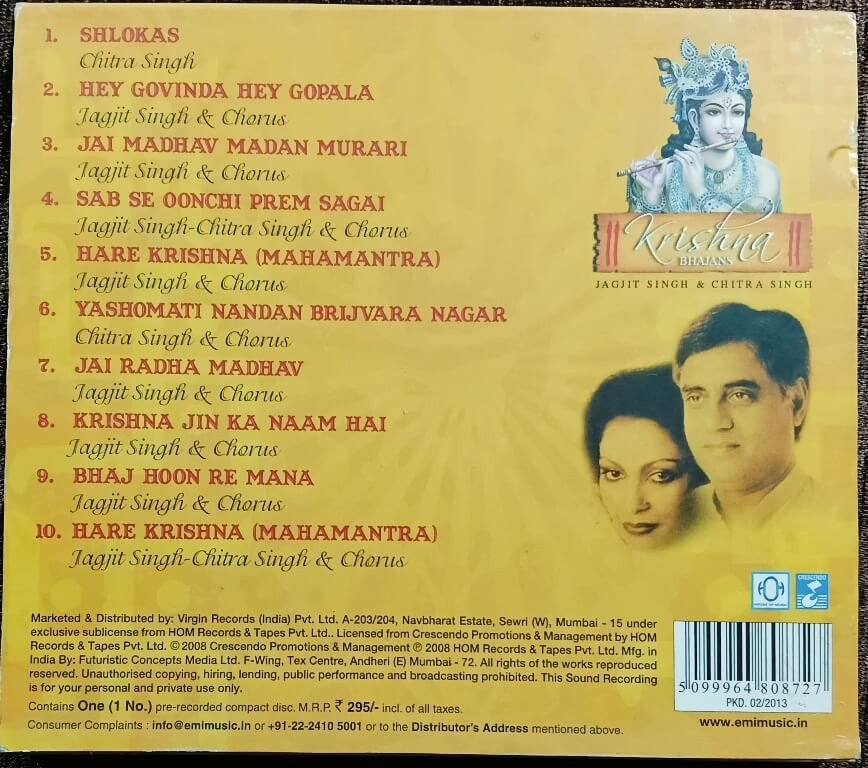 1. SHLOKAS
Chitra Singh
2. HEY GOVINDA HEY GOPALA
Jagjit Singh & Chorus
3. JAI MADHAV MADAN MURARI
Jagjit Singh & Chorus
4. SAB SE OONCHI PREM SAGAI
Jagjit Singh-Chitra Singh & Chorus
5. HARE KRISHNA (MAHAMANTRA)
Jagjit Singh & Chorus
6. YASHOMATI NANDAN BRIJVARA NAGAR
Chitra Singh & Chorus
7. JAI RADHA MADHAV
Jagjit Singh & Chorus
8. KRISHNA JIN KA NAAM HAI
Jagjit Singh & Chorus
9. BHAJ HOON RE MANA
Jagjit Singh & Chorus
10. HARE KRISHNA (MAHAMANTRA)
Jagjit Singh-Chitra Singh & Chorus
Krishna
BHAJANS
JAGJIT SINGH & CHITRA SINGH
HOUSE OF MUSIC
CRESCENDO
Marketed & Distributed by: Virgin Records (India) Pvt. Ltd. A-203/204, Navbharat Estate, Sewri (W), Mumbai - 15 under
exclusive sublicense from HOM Records & Tapes Pvt. Ltd.. Licensed from Crescendo Promotions & Management by HOM
Records & Tapes Pvt. Ltd. © 2008 Crescendo Promotions & Management ℗ 2008 HOM Records & Tapes Pvt. Ltd. Mfg. in
India By: Futuristic Concepts Media Ltd. F-Wing, Tex Centre, Andheri (E) Mumbai - 72. All rights of the works reproduced
reserved. Unauthorised copying, hiring, lending, public performance and broadcasting prohibited. This Sound Recording
is for your personal and private use only.
Contains One (1 No.) pre-recorded compact disc. M.R.P. ₹ 295/- incl. of all taxes.
Consumer Complaints : info@emimusic.in or +91-22-2410 5001 or to the Distributor's Address mentioned above.
5 099964 808727
PKD. 02/2013
www.emimusic.in